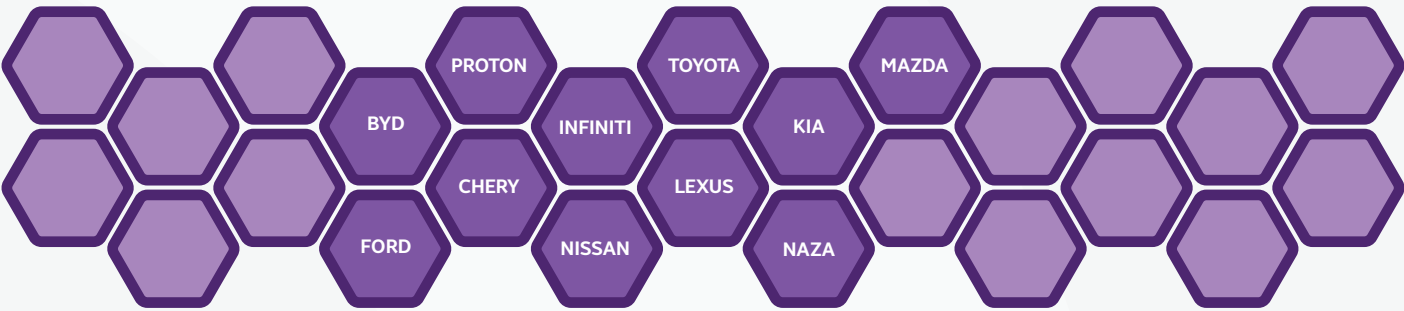 PROTON
TOYOTA
MAZDA
BYD
INFINITI
KIA
CHERY
LEXUS
FORD
NISSAN
NAZA